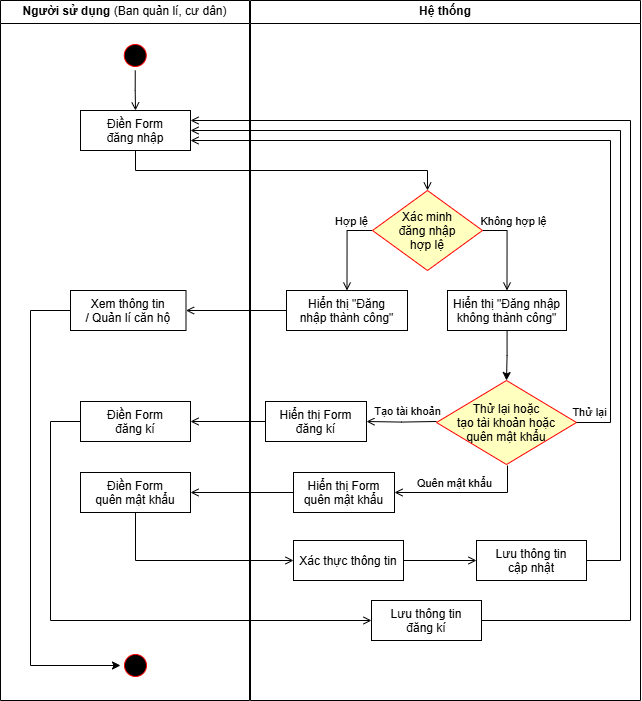 Người sử dụng (Ban quản lí, cư dân)
Hệ thống
Điền Form
đăng nhập
Xác minh
đăng nhập
hợp lệ
Hợp lệ
Không hợp lệ
Xem thông tin
/ Quản lí căn hộ
Hiển thị "Đăng
nhập thành công"
Hiển thị "Đăng nhập
không thành công"
Thử lại hoặc
tạo tài khoản hoặc
quên mật khẩu
Tạo tài khoản
Thử lại
Điền Form
đăng kí
Hiển thị Form
đăng kí
Quên mật khẩu
Điền Form
quên mật khẩu
Hiển thị Form
quên mật khẩu
Xác thực thông tin
Lưu thông tin
cập nhật
Lưu thông tin
đăng kí